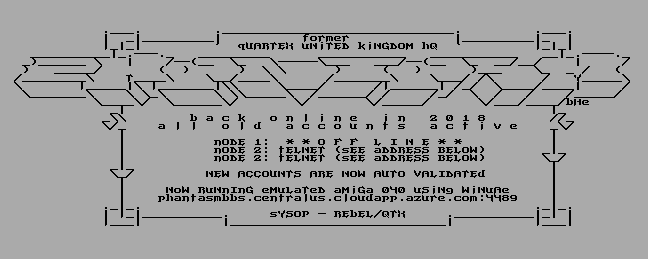 former
qUARTEX UNiTED kiNGDOM hQ
bHe
back online in 2018
all old accounts active
nODE 1: **OFF LINE**
nODE 2: tELNET (sEE aDDRESS BELOW)
nODE 2: tELNET (sEE aDDRESS BELOW)
NEW ACCOUNTS ARE NOW AUTO VALIDATEd
NoW RUNNiNG eMULaTeD aMiGa 040 uSiNg WiNUAe
phantasmbbs.centralus.cloudapp.azure.com:4489
sYSOP - REBEL/QTX